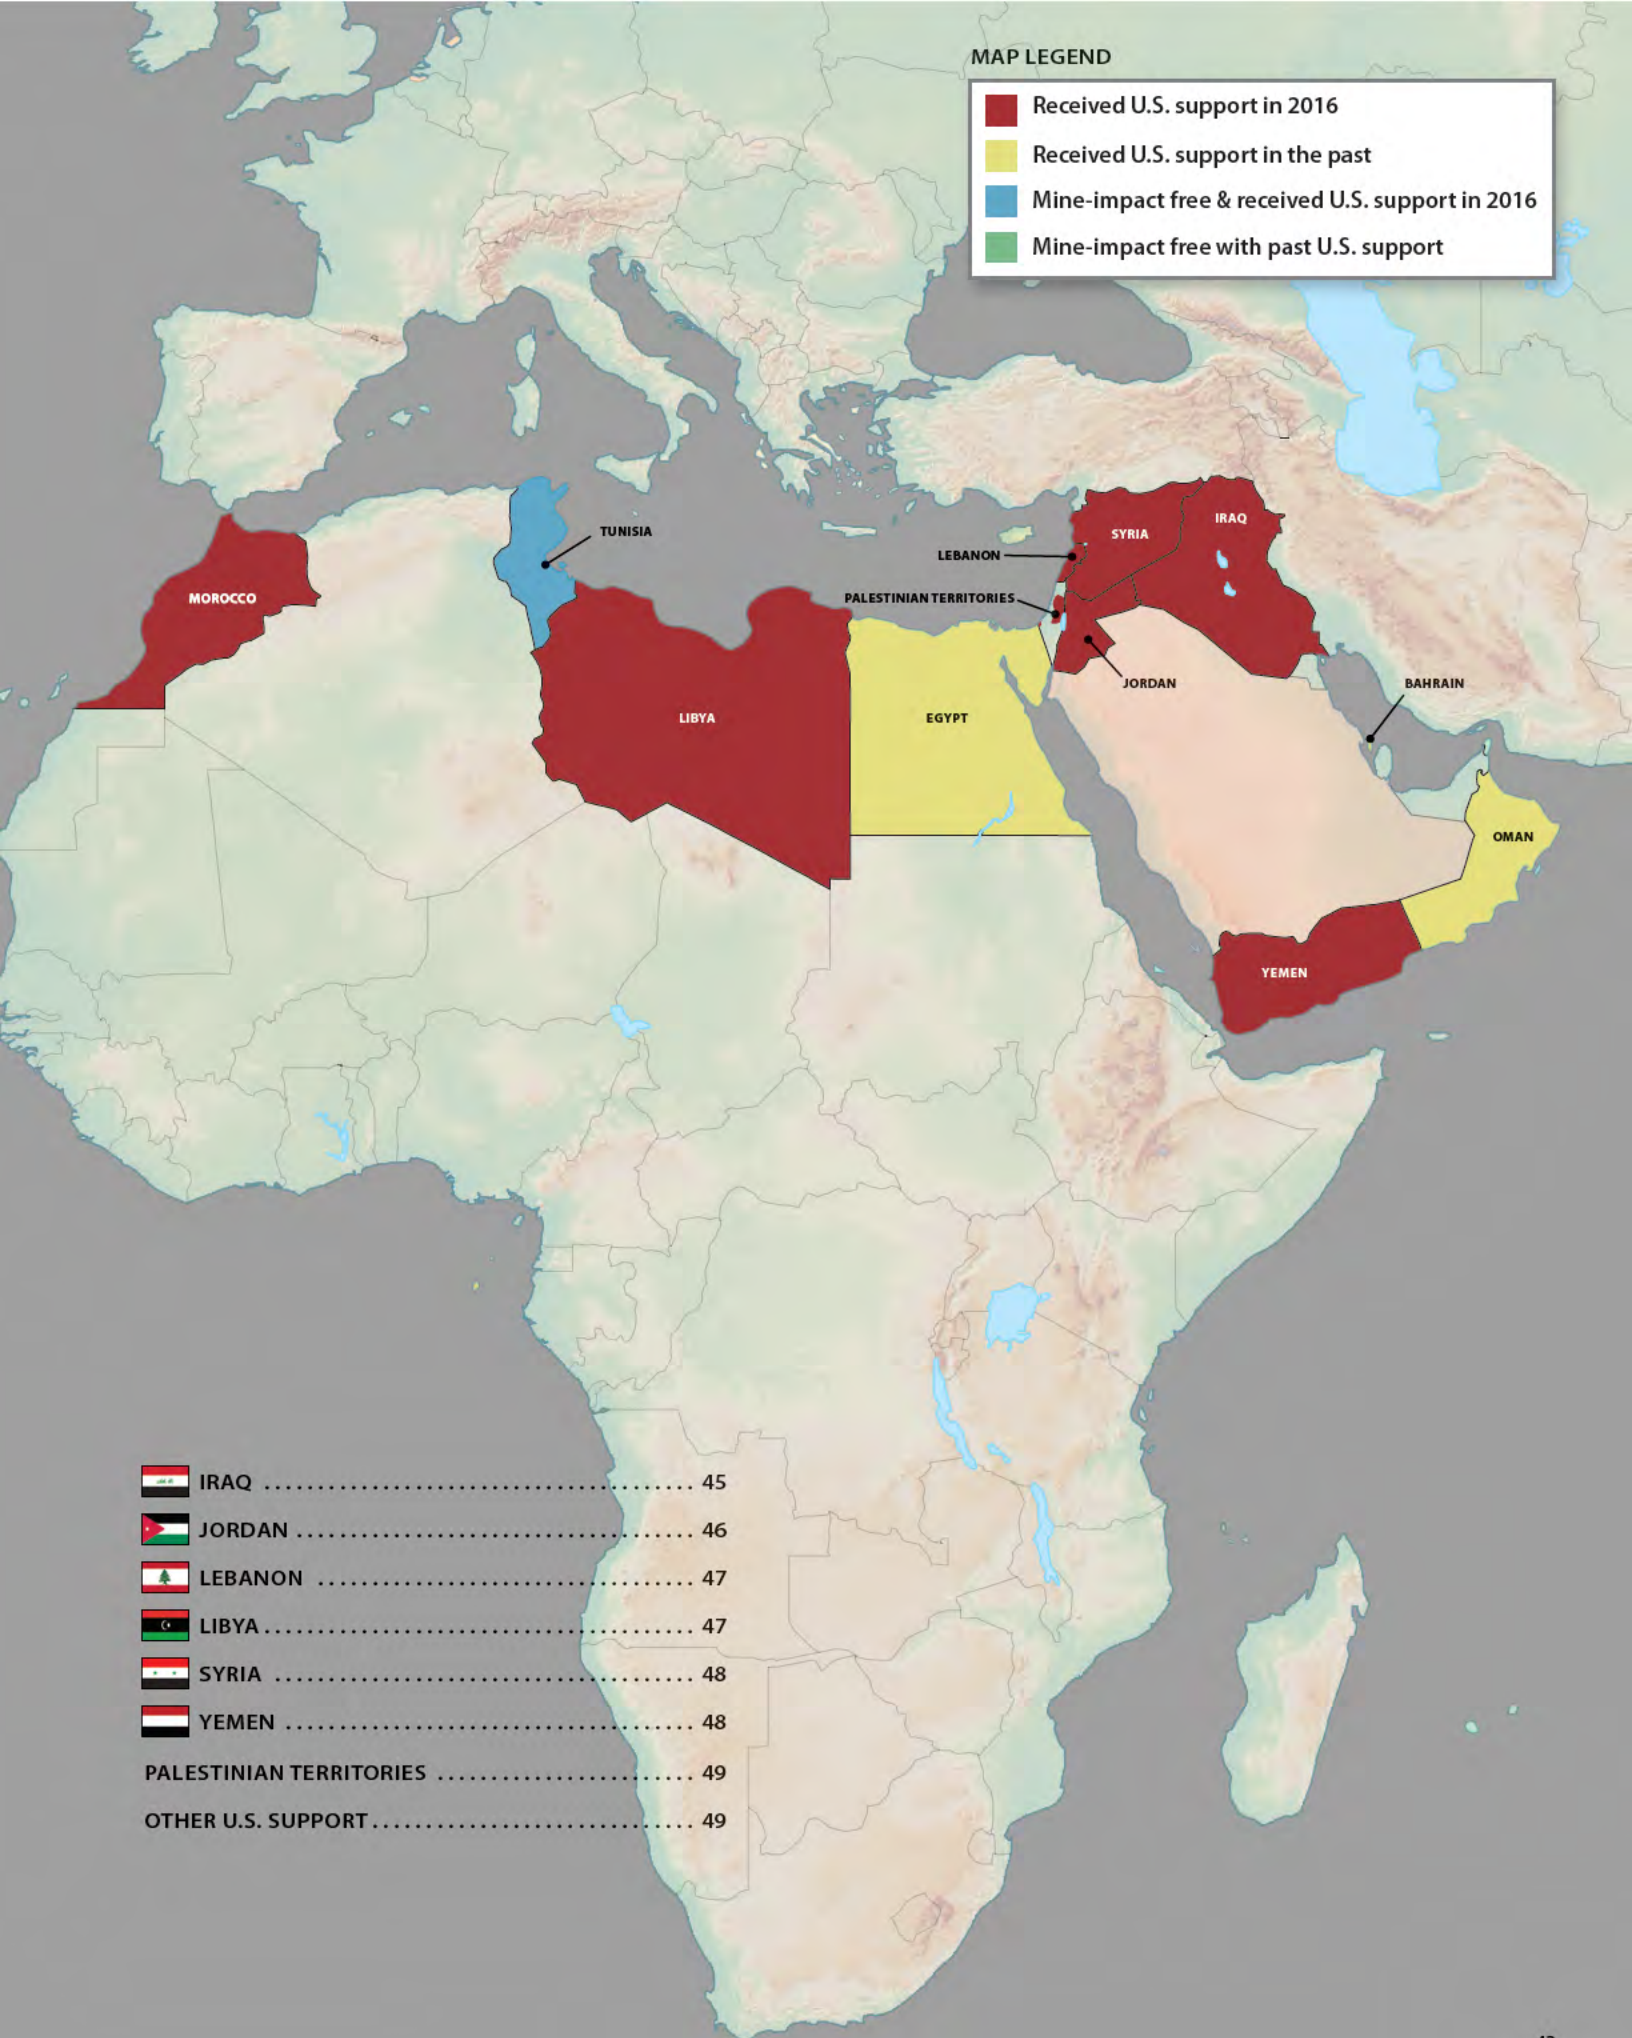 MAP LEGEND
Received U.S. support in 2016
Received U.S. support in the past
Mine-impact free & received U.S. support in 2016
Mine-impact free with past U.S. support
TUNISIA
MOROCCO
LIBYA
EGYPT
SYRIA
IRAQ
LEBANON
PALESTINIAN TERRITORIES
JORDAN
BAHRAIN
OMAN
YEMEN
IRAQ ........................................ 45
JORDAN ..................................... 46
LEBANON ................................... 47
LIBYA ........................................ 47
SYRIA ....................................... 48
YEMEN ...................................... 48
PALESTINIAN TERRITORIES ........................ 49
OTHER U.S. SUPPORT .............................. 49